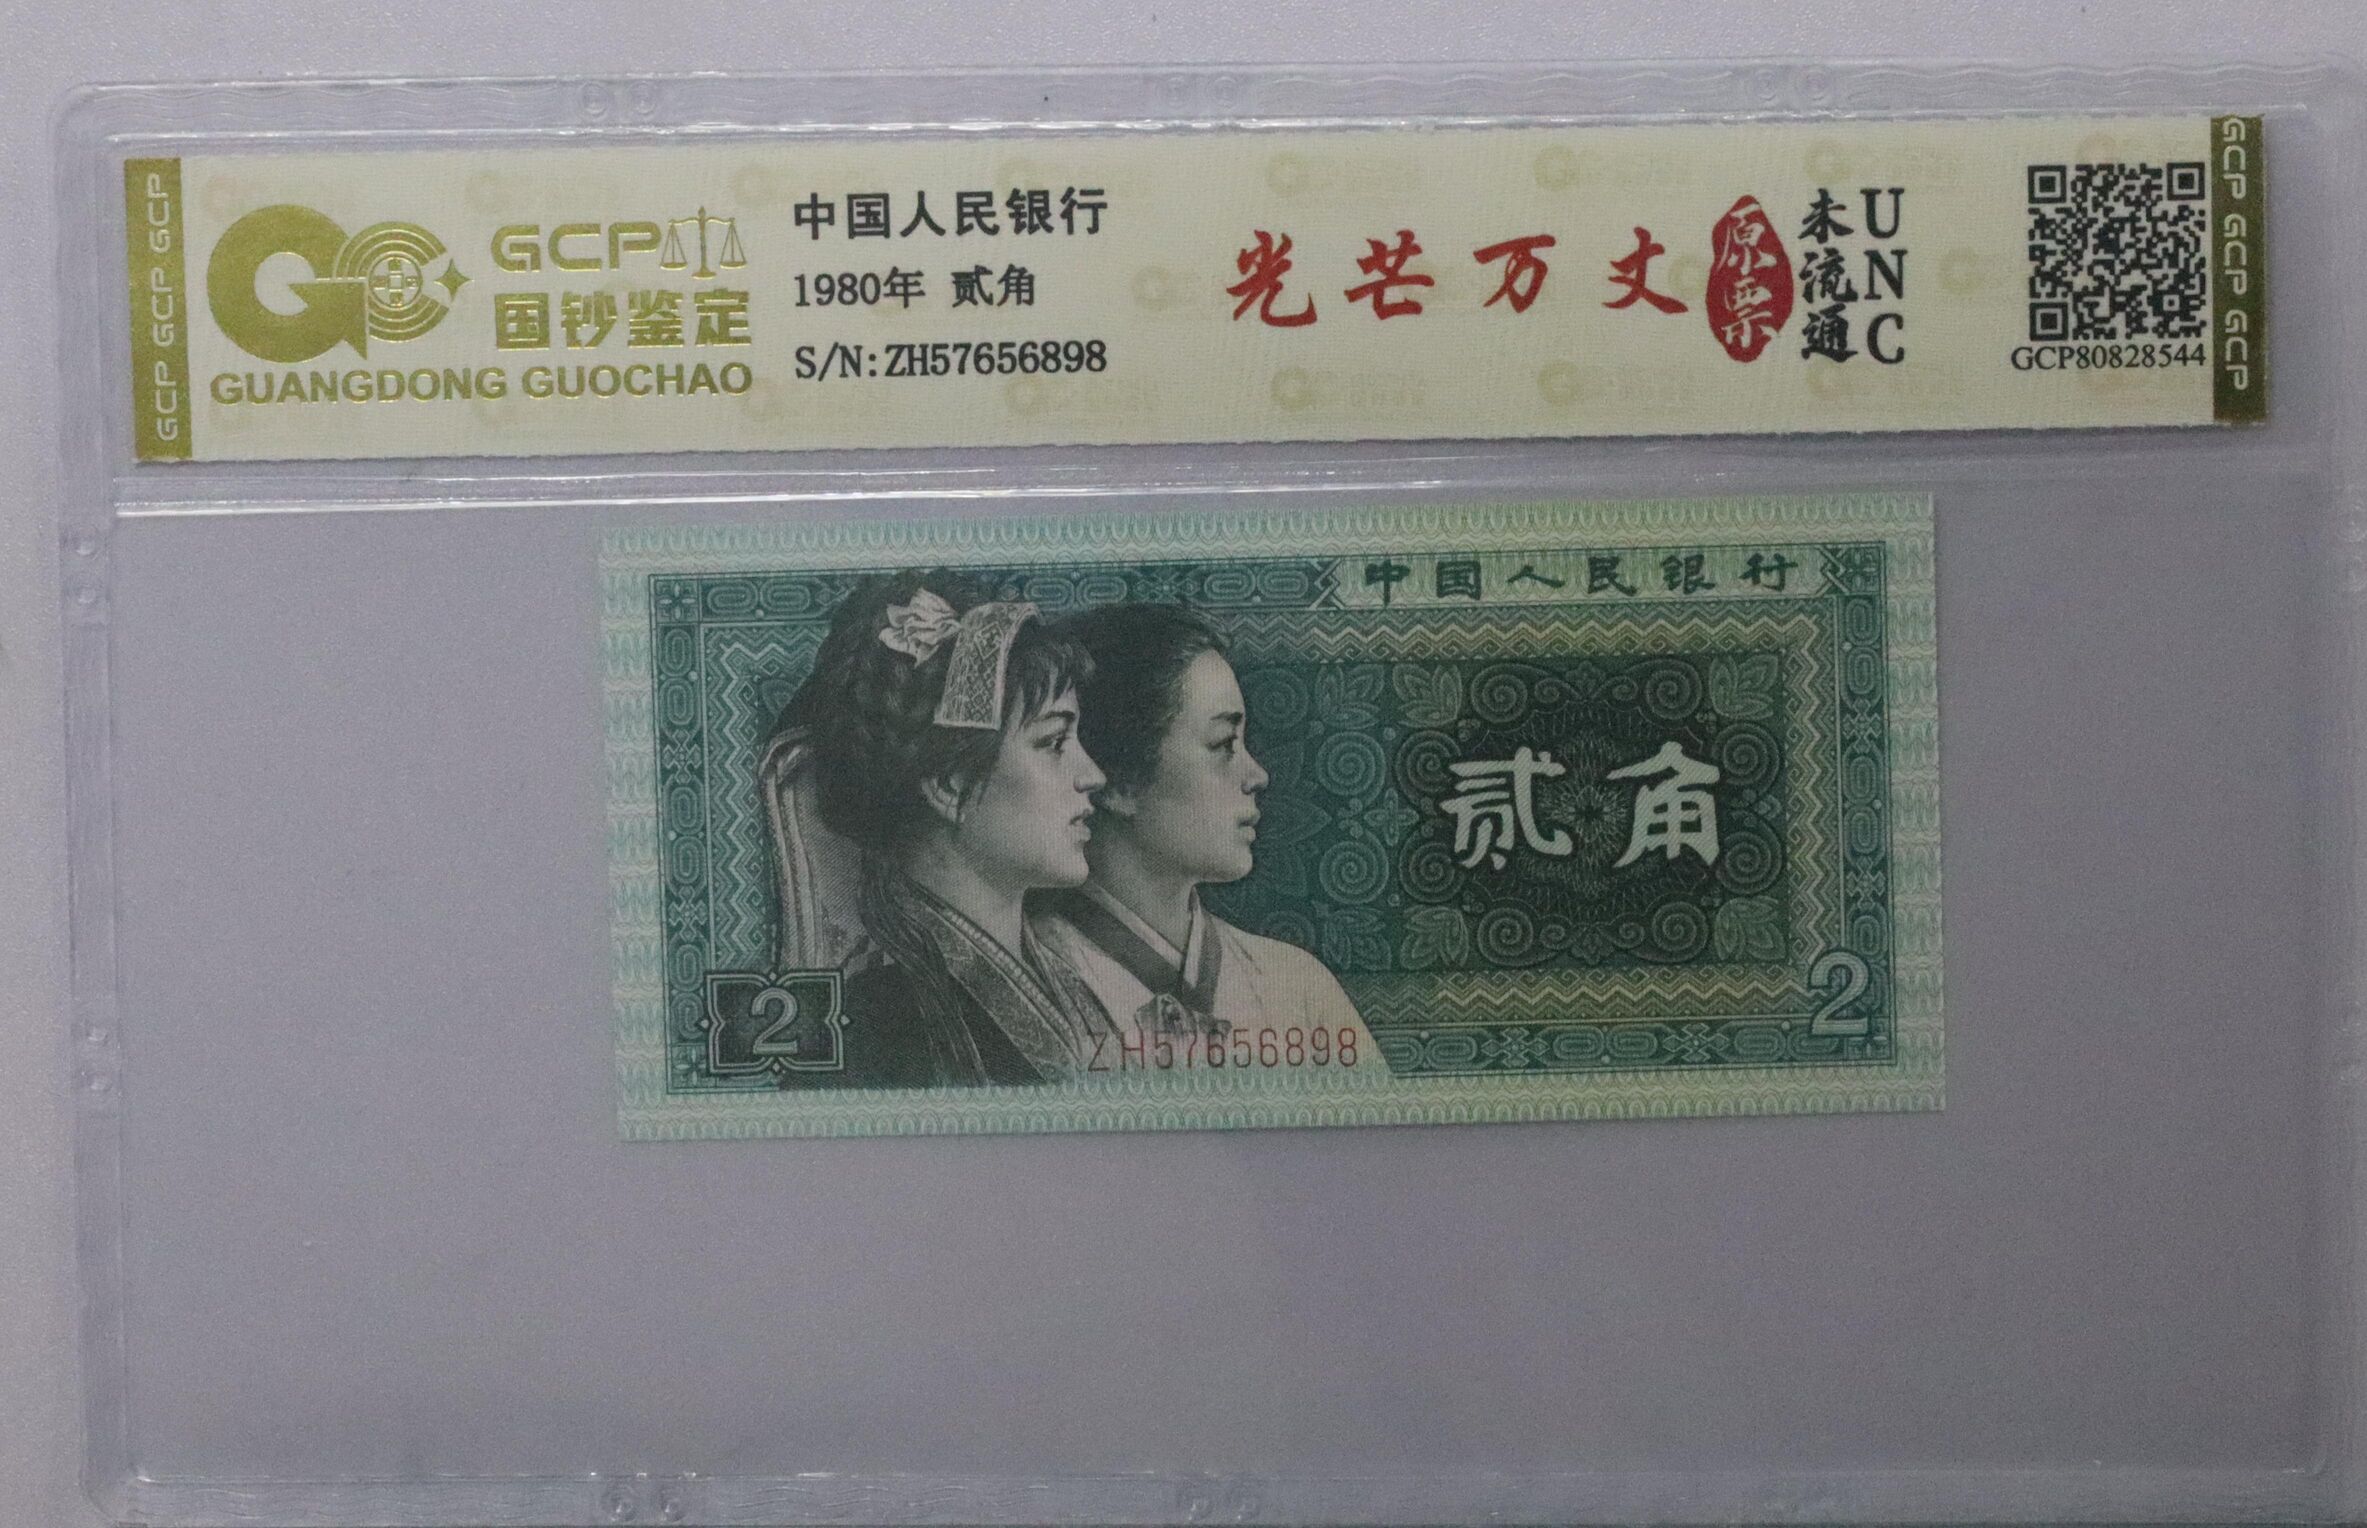 GCP GCP GCP
GCP
国钞鉴定
GUANGDONG GUOCHAO
中国人民银行
1980年 贰角
S/N:ZH57656898
光芒万丈
原票
未流通
UNC
GCP80828544
GCP GCP GCP
中国人民银行
贰角
2
2
ZH57656898